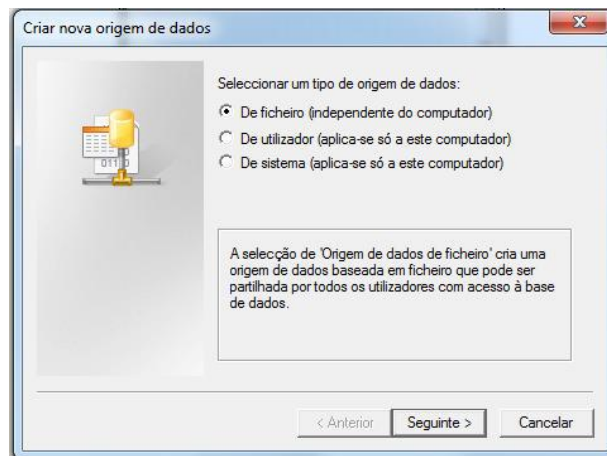 Criar nova origem de dados
Seleccionar um tipo de origem de dados:
De ficheiro (independente do computador)
De utilizador (aplica-se só a este computador)
De sistema (aplica-se só a este computador)
A selecção de 'Origem de dados de ficheiro' cria uma
origem de dados baseada em ficheiro que pode ser
partilhada por todos os utilizadores com acesso à base
de dados.
< Anterior
Seguinte >
Cancelar